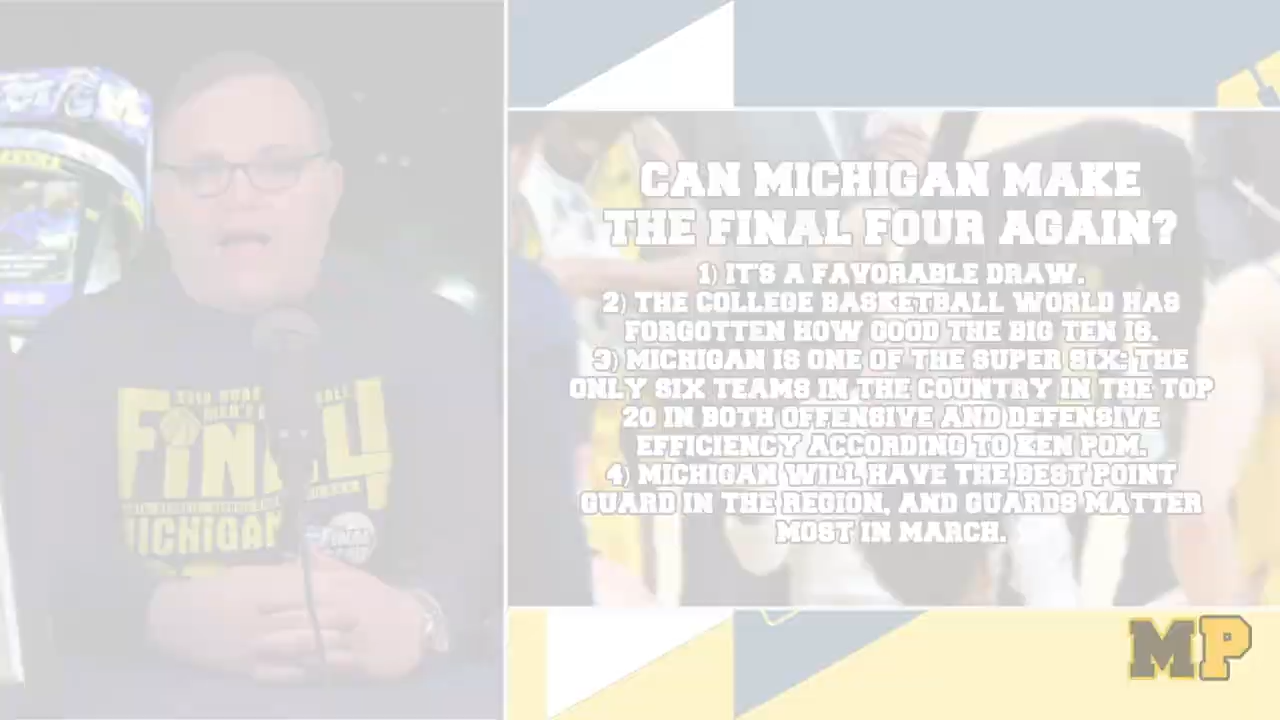 CAN MICHIGAN MAKE
THE FINAL FOUR AGAIN?
1) IT'S A FAVORABLE DRAW.
2) THE COLLEGE BASKETBALL WORLD HAS
FORGOTTEN HOW GOOD THE BIG TEN IS.
3) MICHIGAN IS ONE OF THE SUPER SIX: THE
ONLY SIX TEAMS IN THE COUNTRY IN THE TOP
20 IN BOTH OFFENSIVE AND DEFENSIVE
EFFICIENCY ACCORDING TO KEN POM.
4) MICHIGAN WILL HAVE THE BEST POINT
GUARD IN THE REGION, AND GUARDS MATTER
MOST IN MARCH.
FINAL
MICHIGAN
FINAL
MP